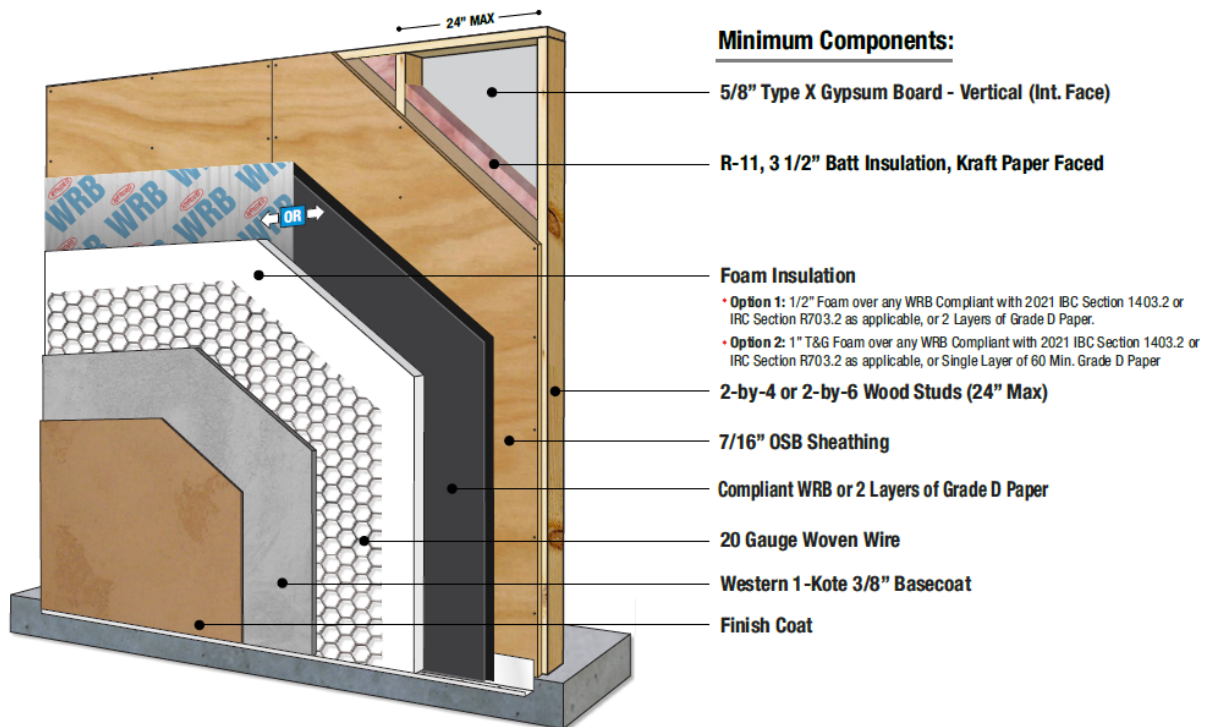 24" MAX
Minimum Components:
5/8” Type X Gypsum Board - Vertical (Int. Face)
R-11, 3 1/2” Batt Insulation, Kraft Paper Faced
WRB WRB WRB WRB
WRB WRB WRB
OR
Foam Insulation
• Option 1: 1/2” Foam over any WRB Compliant with 2021 IBC Section 1403.2 or
IRC Section R703.2 as applicable, or 2 Layers of Grade D Paper.
• Option 2: 1” T&G Foam over any WRB Compliant with 2021 IBC Section 1403.2 or
IRC Section R703.2 as applicable, or Single Layer of 60 Min. Grade D Paper
2-by-4 or 2-by-6 Wood Studs (24” Max)
7/16” OSB Sheathing
Compliant WRB or 2 Layers of Grade D Paper
20 Gauge Woven Wire
Western 1-Kote 3/8” Basecoat
Finish Coat